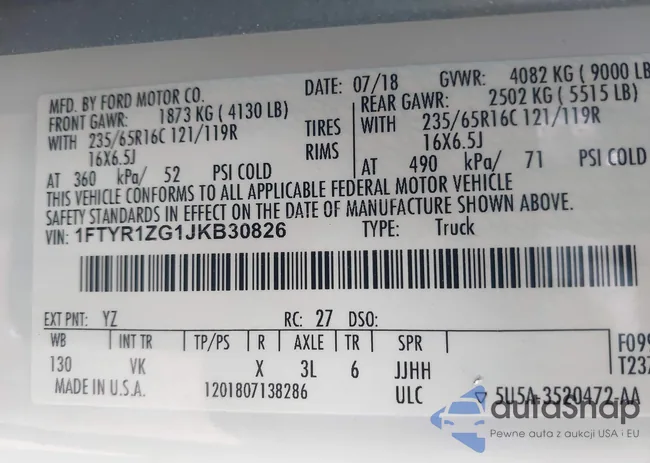 MFD. BY FORD MOTOR CO. DATE: 07/18 GVWR: 4082 KG ( 9000 LB
FRONT GAWR: 1873 KG ( 4130 LB) REAR GAWR: 2502 KG ( 5515 LB)
WITH 235/65R16C 121/119R TIRES WITH 235/65R16C 121/119R
16X6.5J RIMS 16X6.5J
AT 360 kPa/ 52 PSI COLD AT 490 kPa/ 71 PSI COLD
THIS VEHICLE CONFORMS TO ALL APPLICABLE FEDERAL MOTOR VEHICLE
SAFETY STANDARDS IN EFFECT ON THE DATE OF MANUFACTURE SHOWN ABOVE.
VIN: 1FTYR1ZG1JKB30826 TYPE: Truck
EXT PNT: YZ RC: 27 DSO:
WB INT TR TP/PS R AXLE TR SPR F099
130 VK X 3L 6 JJHH T237
MADE IN U.S.A. 1201807138286 ULC 5U5A-3520472-AA
autoSnap
Pewne auta z aukcji USA i EU